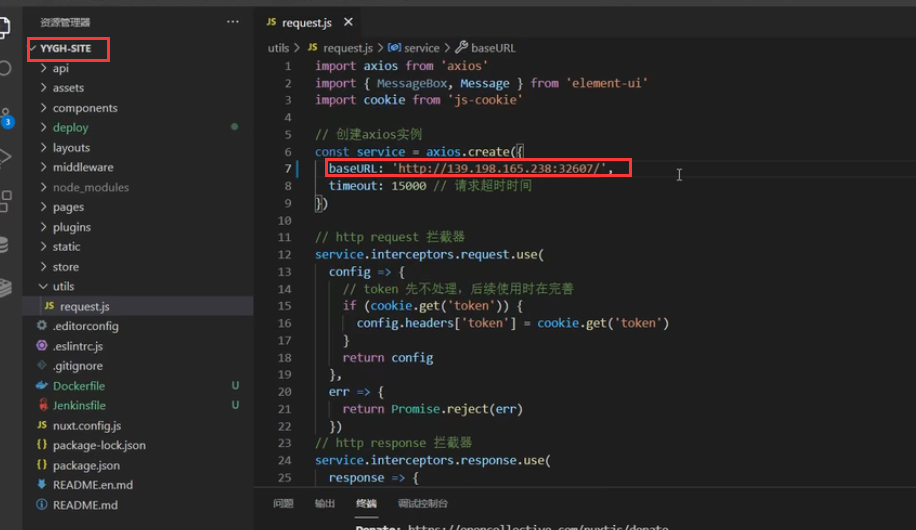 资源管理器
YYGH-SITE
api
assets
components
deploy
layouts
middleware
node_modules
pages
plugins
static
store
utils
JS request.js
.editorconfig
.eslintrc.js
.gitignore
Dockerfile U
Jenkinsfile U
JS nuxt.config.js
{} package-lock.json
{} package.json
README.en.md
README.md
3
JS request.js ×
utils > JS request.js > service > baseURL
1 import axios from 'axios'
2 import { MessageBox, Message } from 'element-ui'
3 import cookie from 'js-cookie'
4
5 // 创建axios实例
6 const service = axios.create({
7 baseURL: 'http://139.198.165.238:32607/',
8 timeout: 15000 // 请求超时时间
9 })
10
11 // http request 拦截器
12 service.interceptors.request.use(
13 config => {
14 // token 先不处理，后续使用时在完善
15 if (cookie.get('token')) {
16 config.headers['token'] = cookie.get('token')
17 }
18 return config
19 },
20 err => {
21 return Promise.reject(err)
22 })
23 // http response 拦截器
24 service.interceptors.response.use(
25 response => {
问题 输出 终端 调试控制台
Donate: https://opencollective.com/nuxtjs/donate